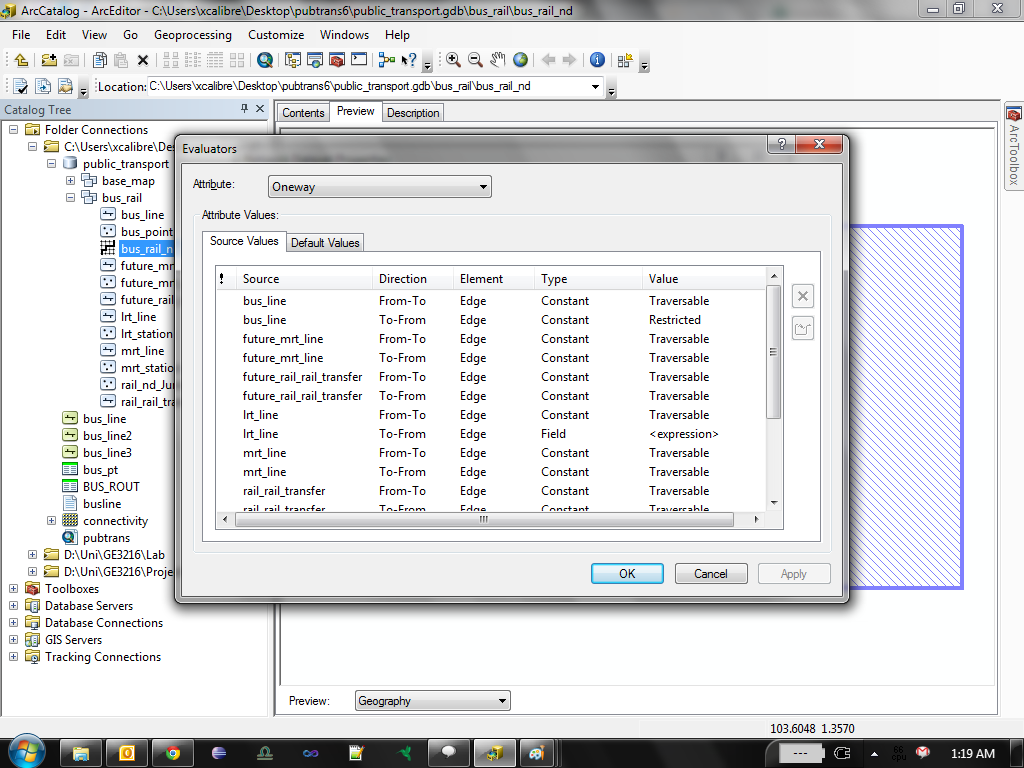 ArcCatalog - ArcEditor - C:\Users\xcalibre\Desktop\pubtrans6\public_transport.gdb\bus_rail\bus_rail_nd
File Edit View Go Geoprocessing Customize Windows Help
Location: C:\Users\xcalibre\Desktop\pubtrans6\public_transport.gdb\bus_rail\bus_rail_nd
Catalog Tree
Contents Preview Description
ArcToolbox
Folder Connections
C:\Users\xcalibre\De
public_transport
base_map
bus_rail
bus_line
bus_point
bus_rail_n
future_mr
future_mr
future_rail
lrt_line
lrt_station
mrt_line
mrt_statio
rail_nd_Ju
rail_rail_tra
bus_line
bus_line2
bus_line3
bus_pt
BUS_ROUT
busline
connectivity
pubtrans
D:\Uni\GE3216\Lab
D:\Uni\GE3216\Proje
Toolboxes
Database Servers
Database Connections
GIS Servers
Tracking Connections
Evaluators
?
Attribute: Oneway
Attribute Values:
Source Values Default Values
! Source Direction Element Type Value
bus_line From-To Edge Constant Traversable
bus_line To-From Edge Constant Restricted
future_mrt_line From-To Edge Constant Traversable
future_mrt_line To-From Edge Constant Traversable
future_rail_rail_transfer From-To Edge Constant Traversable
future_rail_rail_transfer To-From Edge Constant Traversable
lrt_line From-To Edge Constant Traversable
lrt_line To-From Edge Field <expression>
mrt_line From-To Edge Constant Traversable
mrt_line To-From Edge Constant Traversable
rail_rail_transfer From-To Edge Constant Traversable
rail_rail_transfer To-From Edge Constant Traversable
OK Cancel Apply
Preview: Geography
103.6048 1.3570
--- 1:19 AM